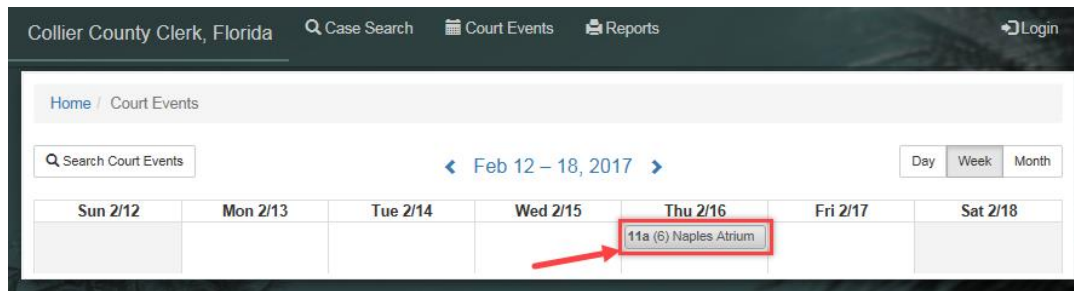 Collier County Clerk, Florida Case Search Court Events Reports Login
Home / Court Events
Search Court Events Feb 12 – 18, 2017 Day Week Month
Sun 2/12 Mon 2/13 Tue 2/14 Wed 2/15 Thu 2/16 Fri 2/17 Sat 2/18
11a (6) Naples Atrium